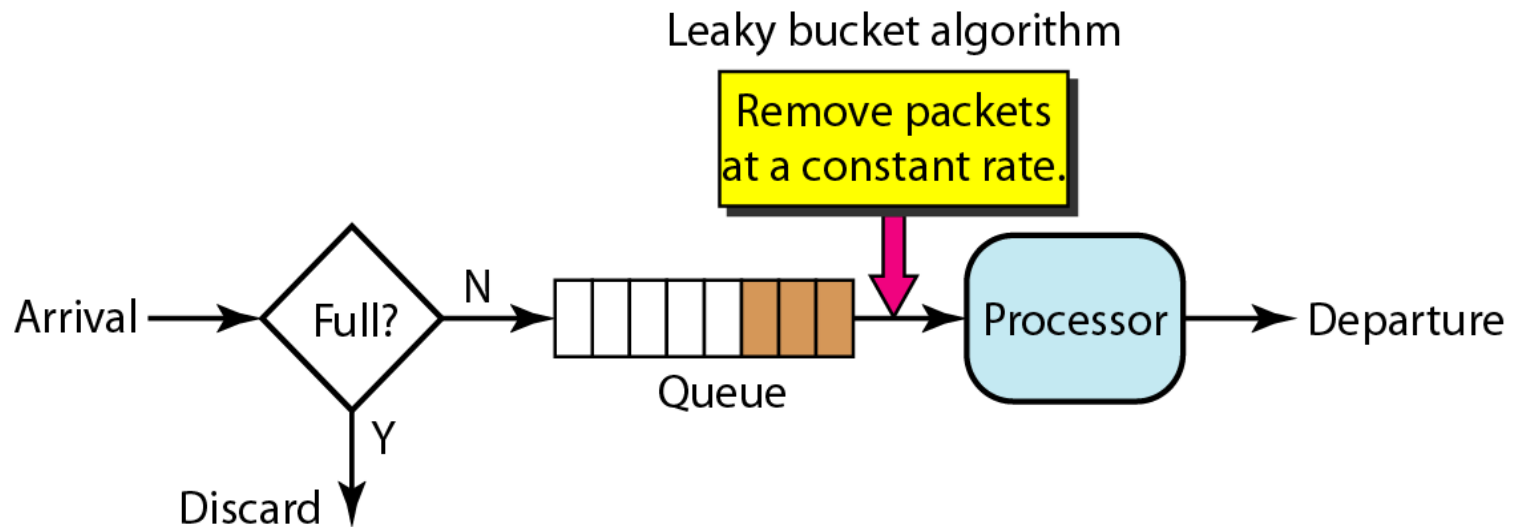 Leaky bucket algorithm
Remove packets
at a constant rate.
Arrival
Full?
N
Y
Discard
Queue
Processor
Departure